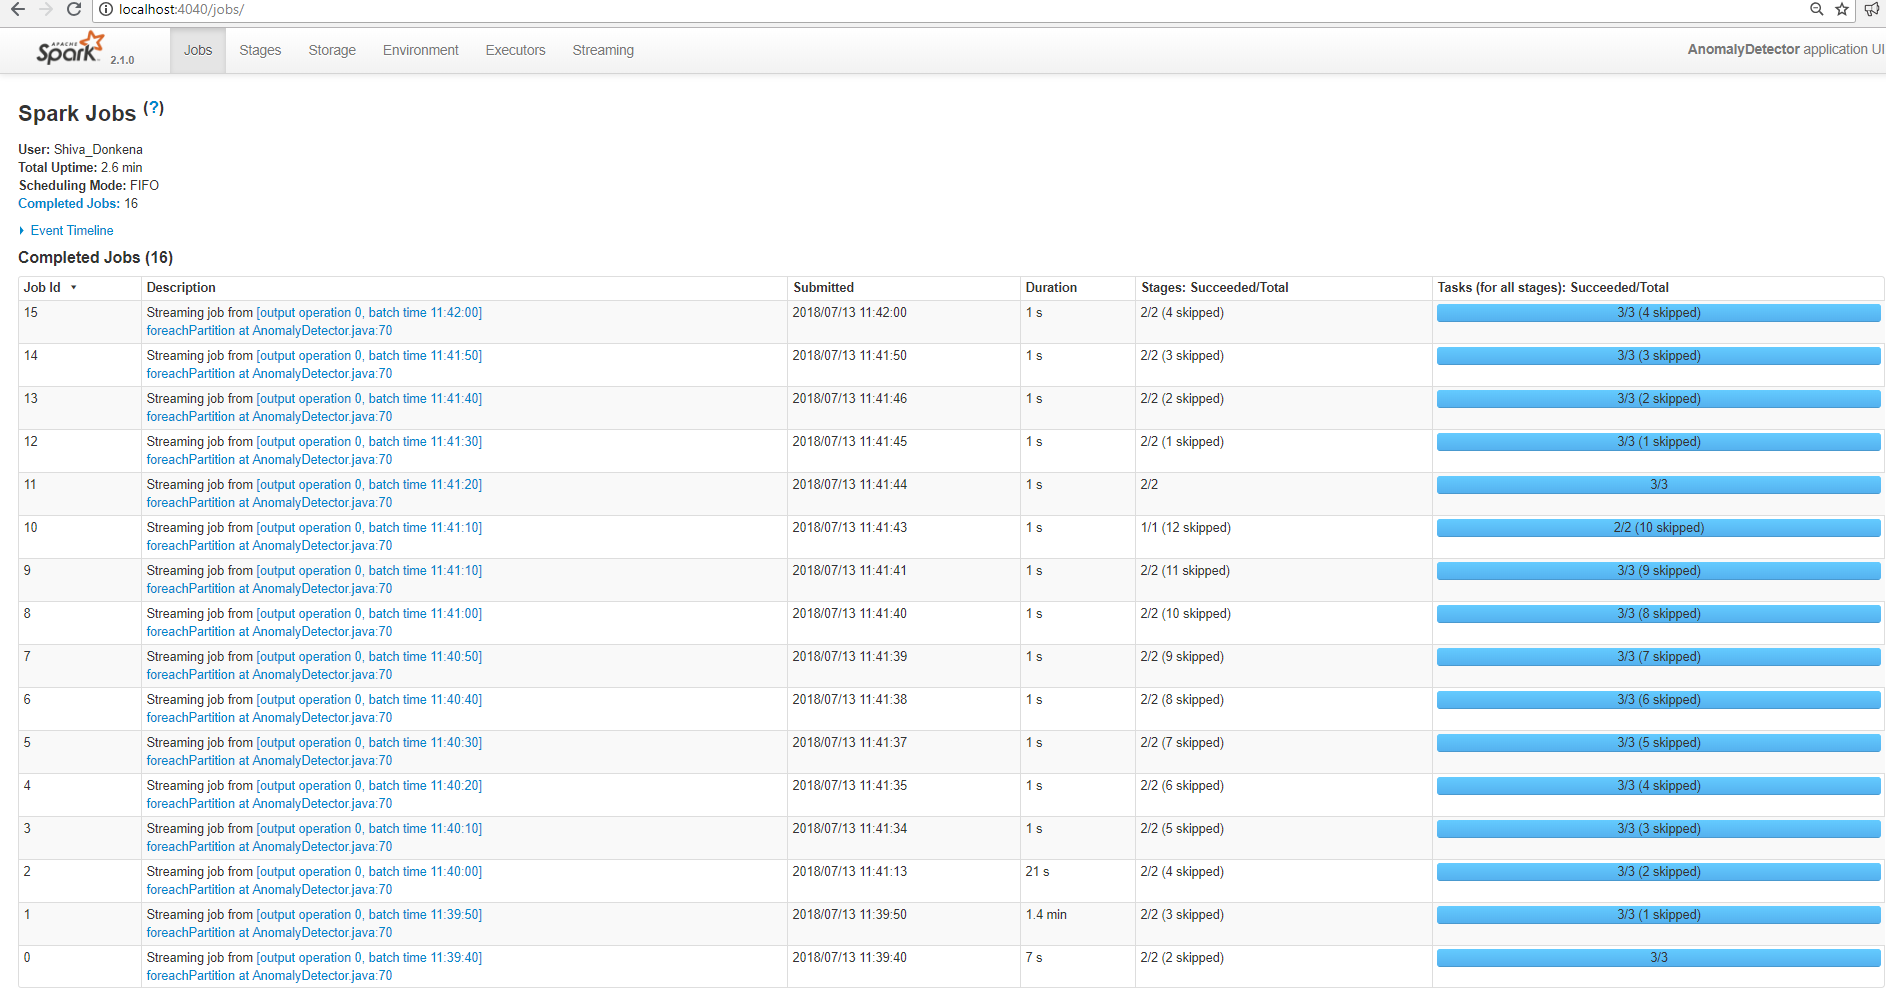 localhost:4040/jobs/
APACHE
Spark 2.1.0 Jobs Stages Storage Environment Executors Streaming AnomalyDetector application UI
Spark Jobs (?)
User: Shiva_Donkena
Total Uptime: 2.6 min
Scheduling Mode: FIFO
Completed Jobs: 16
Event Timeline
Completed Jobs (16)
Job Id Description Submitted Duration Stages: Succeeded/Total Tasks (for all stages): Succeeded/Total
15 Streaming job from [output operation 0, batch time 11:42:00] 2018/07/13 11:42:00 1 s 2/2 (4 skipped) 3/3 (4 skipped)
foreachPartition at AnomalyDetector.java:70
14 Streaming job from [output operation 0, batch time 11:41:50] 2018/07/13 11:41:50 1 s 2/2 (3 skipped) 3/3 (3 skipped)
foreachPartition at AnomalyDetector.java:70
13 Streaming job from [output operation 0, batch time 11:41:40] 2018/07/13 11:41:46 1 s 2/2 (2 skipped) 3/3 (2 skipped)
foreachPartition at AnomalyDetector.java:70
12 Streaming job from [output operation 0, batch time 11:41:30] 2018/07/13 11:41:45 1 s 2/2 (1 skipped) 3/3 (1 skipped)
foreachPartition at AnomalyDetector.java:70
11 Streaming job from [output operation 0, batch time 11:41:20] 2018/07/13 11:41:44 1 s 2/2 3/3
foreachPartition at AnomalyDetector.java:70
10 Streaming job from [output operation 0, batch time 11:41:10] 2018/07/13 11:41:43 1 s 1/1 (12 skipped) 2/2 (10 skipped)
foreachPartition at AnomalyDetector.java:70
9 Streaming job from [output operation 0, batch time 11:41:10] 2018/07/13 11:41:41 1 s 2/2 (11 skipped) 3/3 (9 skipped)
foreachPartition at AnomalyDetector.java:70
8 Streaming job from [output operation 0, batch time 11:41:00] 2018/07/13 11:41:40 1 s 2/2 (10 skipped) 3/3 (8 skipped)
foreachPartition at AnomalyDetector.java:70
7 Streaming job from [output operation 0, batch time 11:40:50] 2018/07/13 11:41:39 1 s 2/2 (9 skipped) 3/3 (7 skipped)
foreachPartition at AnomalyDetector.java:70
6 Streaming job from [output operation 0, batch time 11:40:40] 2018/07/13 11:41:38 1 s 2/2 (8 skipped) 3/3 (6 skipped)
foreachPartition at AnomalyDetector.java:70
5 Streaming job from [output operation 0, batch time 11:40:30] 2018/07/13 11:41:37 1 s 2/2 (7 skipped) 3/3 (5 skipped)
foreachPartition at AnomalyDetector.java:70
4 Streaming job from [output operation 0, batch time 11:40:20] 2018/07/13 11:41:35 1 s 2/2 (6 skipped) 3/3 (4 skipped)
foreachPartition at AnomalyDetector.java:70
3 Streaming job from [output operation 0, batch time 11:40:10] 2018/07/13 11:41:34 1 s 2/2 (5 skipped) 3/3 (3 skipped)
foreachPartition at AnomalyDetector.java:70
2 Streaming job from [output operation 0, batch time 11:40:00] 2018/07/13 11:41:13 21 s 2/2 (4 skipped) 3/3 (2 skipped)
foreachPartition at AnomalyDetector.java:70
1 Streaming job from [output operation 0, batch time 11:39:50] 2018/07/13 11:39:50 1.4 min 2/2 (3 skipped) 3/3 (1 skipped)
foreachPartition at AnomalyDetector.java:70
0 Streaming job from [output operation 0, batch time 11:39:40] 2018/07/13 11:39:40 7 s 2/2 (2 skipped) 3/3
foreachPartition at AnomalyDetector.java:70